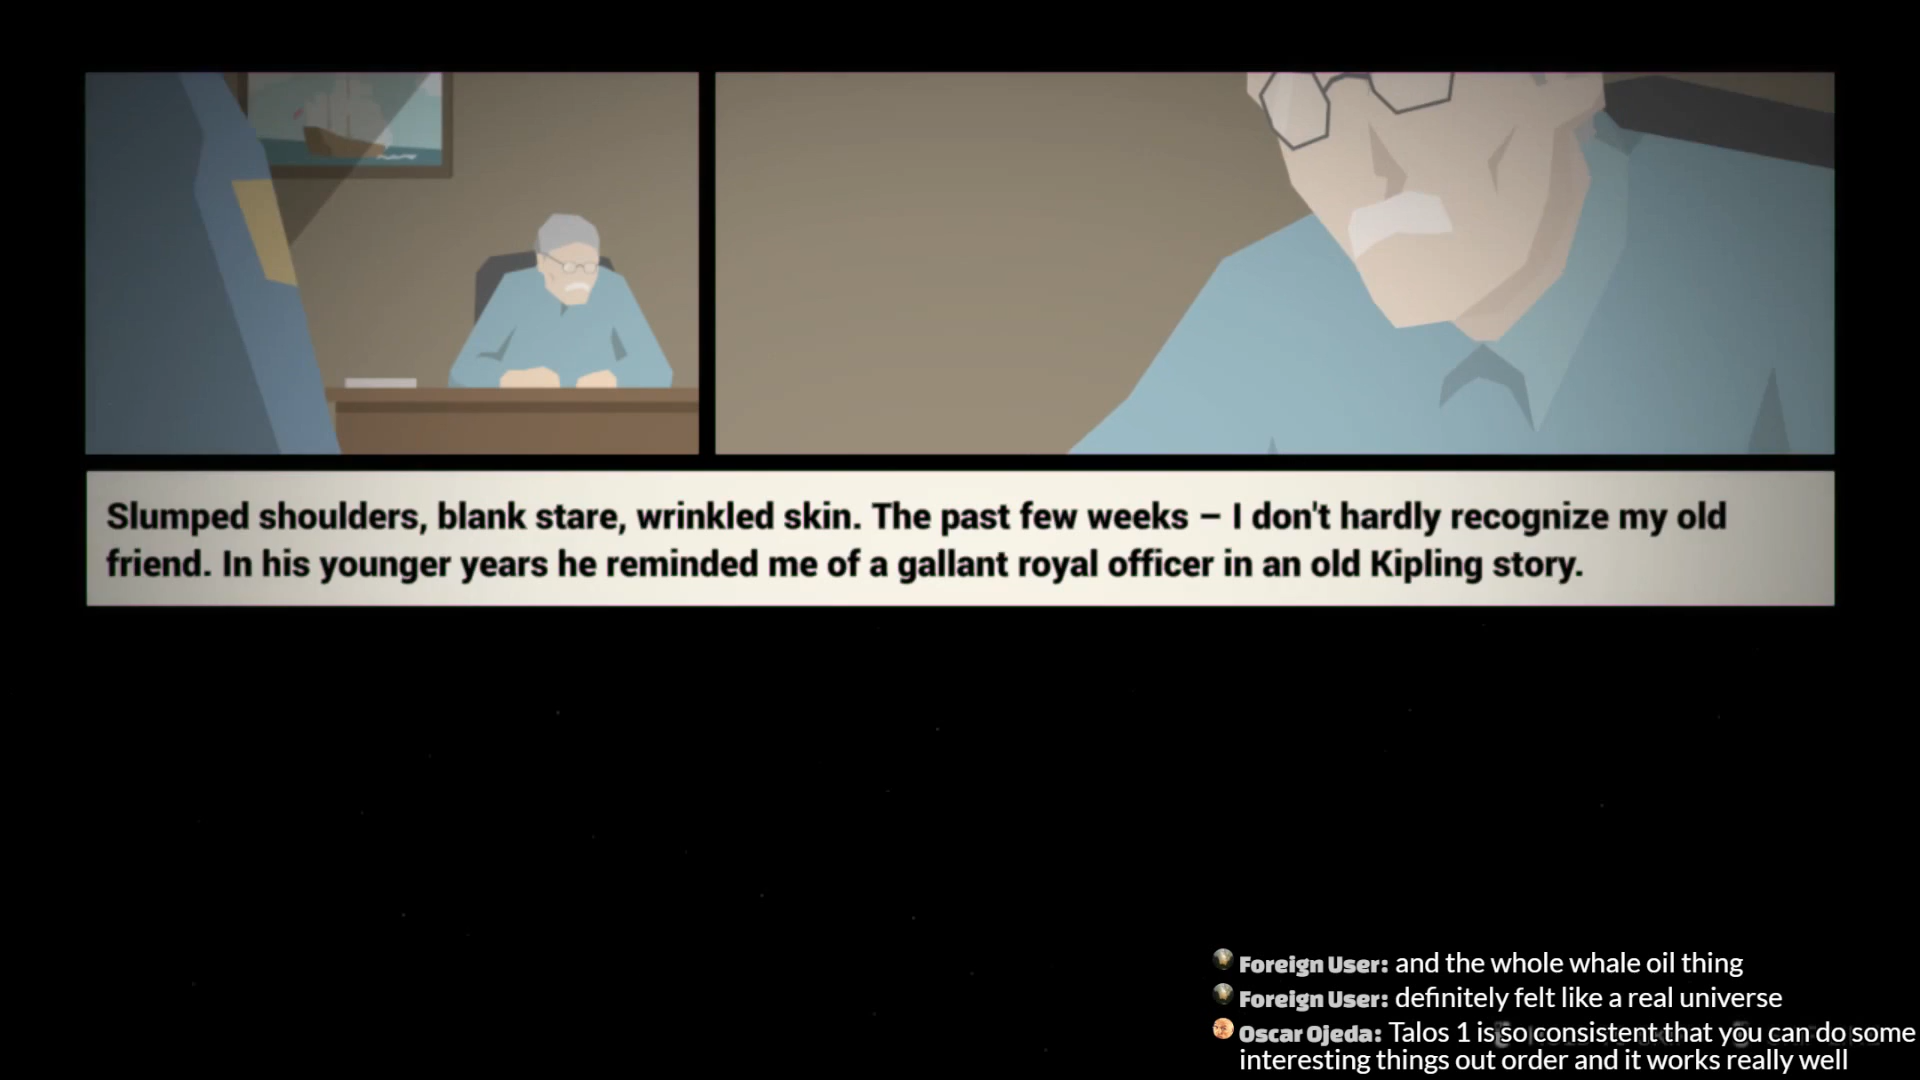 Slumped shoulders, blank stare, wrinkled skin. The past few weeks – I don't hardly recognize my old
friend. In his younger years he reminded me of a gallant royal officer in an old Kipling story.
Foreign User: and the whole whale oil thing
Foreign User: definitely felt like a real universe
Oscar Ojeda: Talos 1 is so consistent that you can do some
interesting things out order and it works really well